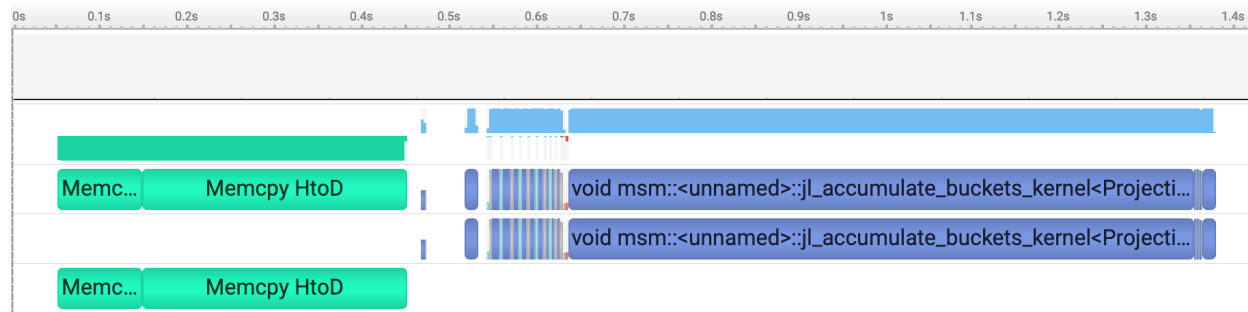 0s 0.1s 0.2s 0.3s 0.4s 0.5s 0.6s 0.7s 0.8s 0.9s 1s 1.1s 1.2s 1.3s 1.4s
Memc... Memcpy HtoD void msm::<unnamed>::jl_accumulate_buckets_kernel<Projecti...
void msm::<unnamed>::jl_accumulate_buckets_kernel<Projecti...
Memc... Memcpy HtoD